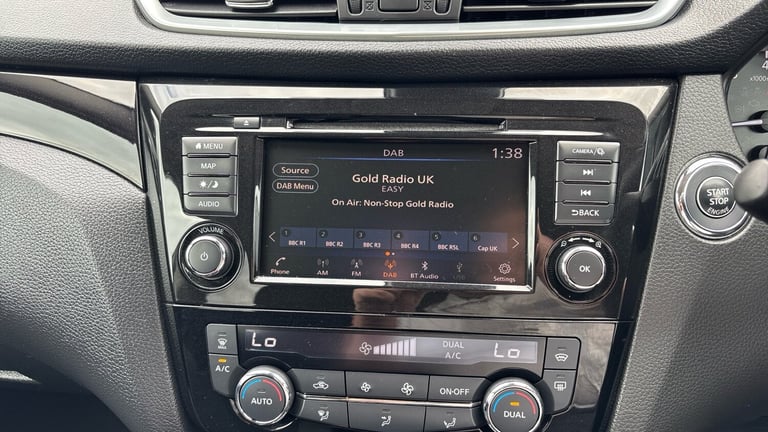 MENU
MAP
AUDIO
VOLUME
DAB 1:38
Source
DAB Menu
Gold Radio UK
EASY
On Air: Non-Stop Gold Radio
1 2 3 4 5 6
BBC R1 BBC R2 BBC R3 BBC R4 BBC R5L Cap UK
Phone AM FM DAB BT Audio USB Settings
CAMERA/
BACK
OK
START
STOP
ENGINE
4
x1000
Lo DUAL
A/C Lo
A/C
AUTO
ON·OFF
DUAL